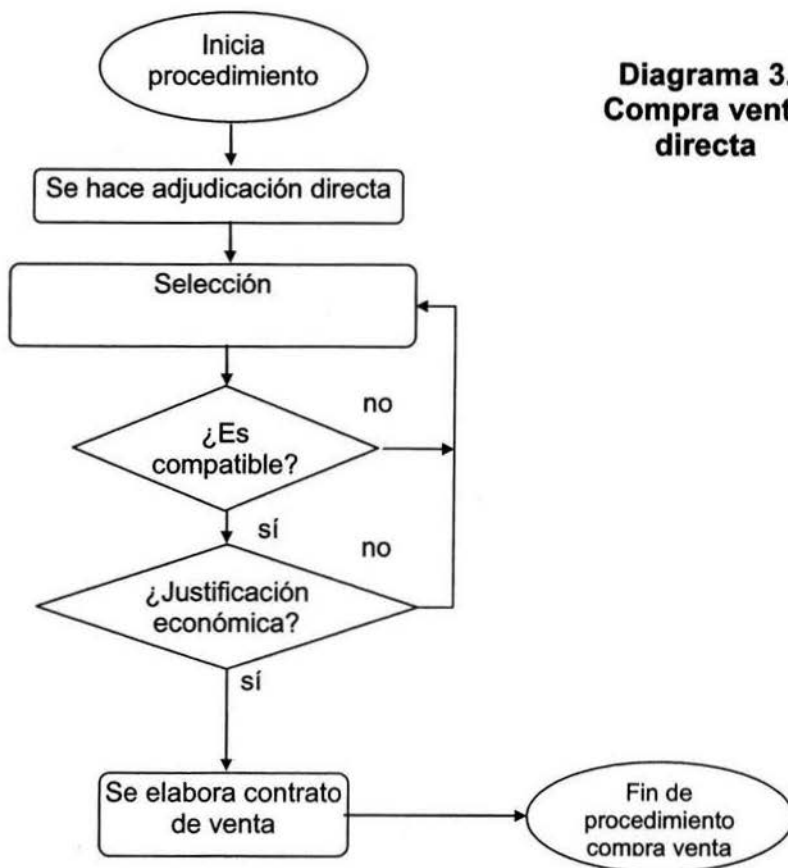 Inicia
procedimiento
Diagrama 3.
Compra vent
directa
Se hace adjudicación directa
Selección
no
¿Es
compatible?
sí
no
¿Justificación
económica?
sí
Se elabora contrato
de venta
Fin de
procedimiento
compra venta